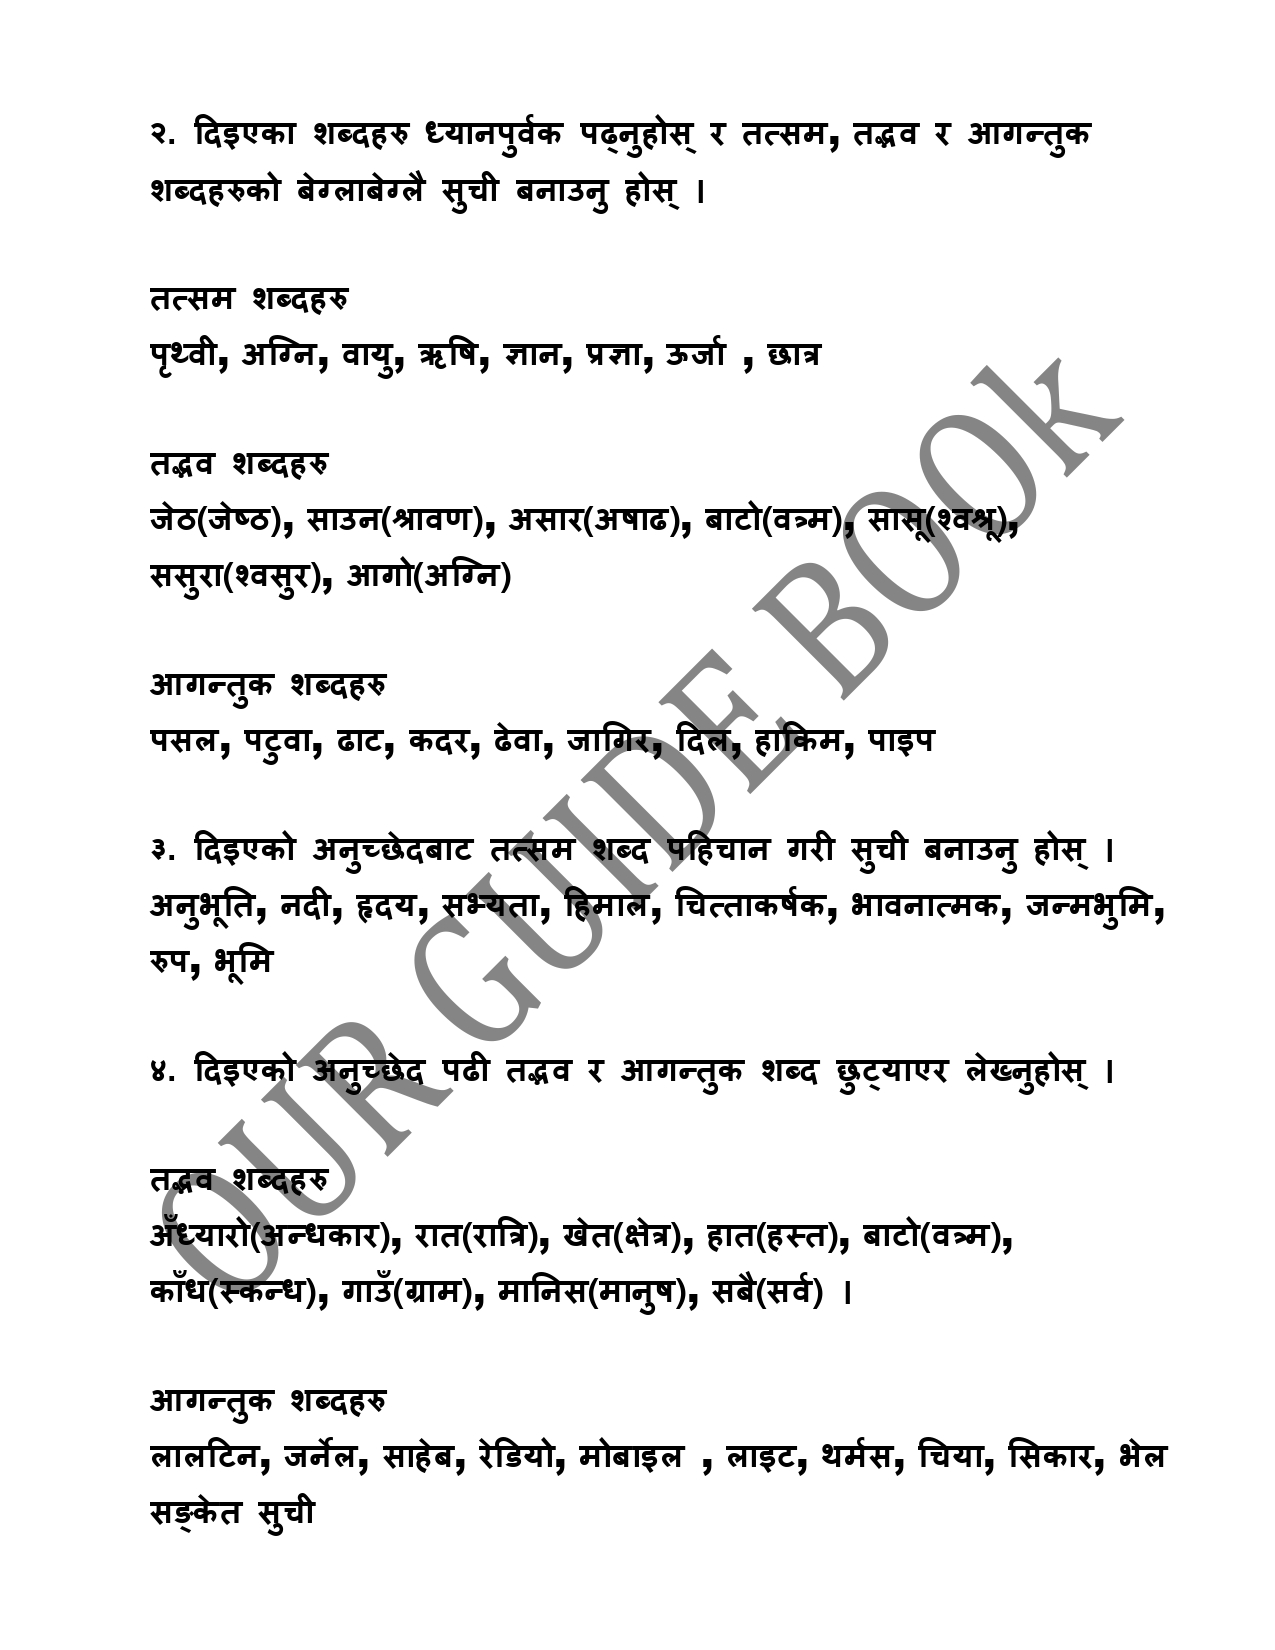 २. दिइएका शब्दहरु ध्यानपुर्वक पढ्नुहोस् र तत्सम, तद्भव र आगन्तुक
शब्दहरुको बेग्लाबेग्लै सुची बनाउनु होस् ।
तत्सम शब्दहरु
पृथ्वी, अग्नि, वायु, ऋषि, ज्ञान, प्रज्ञा, ऊर्जा , छात्र
तद्भव शब्दहरु
जेठ(जेष्ठ), साउन(श्रावण), असार(अषाढ), बाटो(वत्र्म), सासू(श्वश्रू),
ससुरा(श्वसुर), आगो(अग्नि)
आगन्तुक शब्दहरु
पसल, पटुवा, ढाट, कदर, ढेवा, जागिर, दिल, हाकिम, पाइप
३. दिइएको अनुच्छेदबाट तत्सम शब्द पहिचान गरी सुची बनाउनु होस् ।
अनुभूति, नदी, हृदय, सभ्यता, हिमाल, चित्ताकर्षक, भावनात्मक, जन्मभुमि,
रुप, भूमि
४. दिइएको अनुच्छेद पढी तद्भव र आगन्तुक शब्द छुट्याएर लेख्नुहोस् ।
तद्भव शब्दहरु
अँध्यारो(अन्धकार), रात(रात्रि), खेत(क्षेत्र), हात(हस्त), बाटो(वत्र्म),
काँध(स्कन्ध), गाउँ(ग्राम), मानिस(मानुष), सबै(सर्व) ।
आगन्तुक शब्दहरु
लालटिन, जर्नेल, साहेब, रेडियो, मोबाइल , लाइट, थर्मस, चिया, सिकार, भेल
सङ्केत सुची
OUR GUIDE BOOk